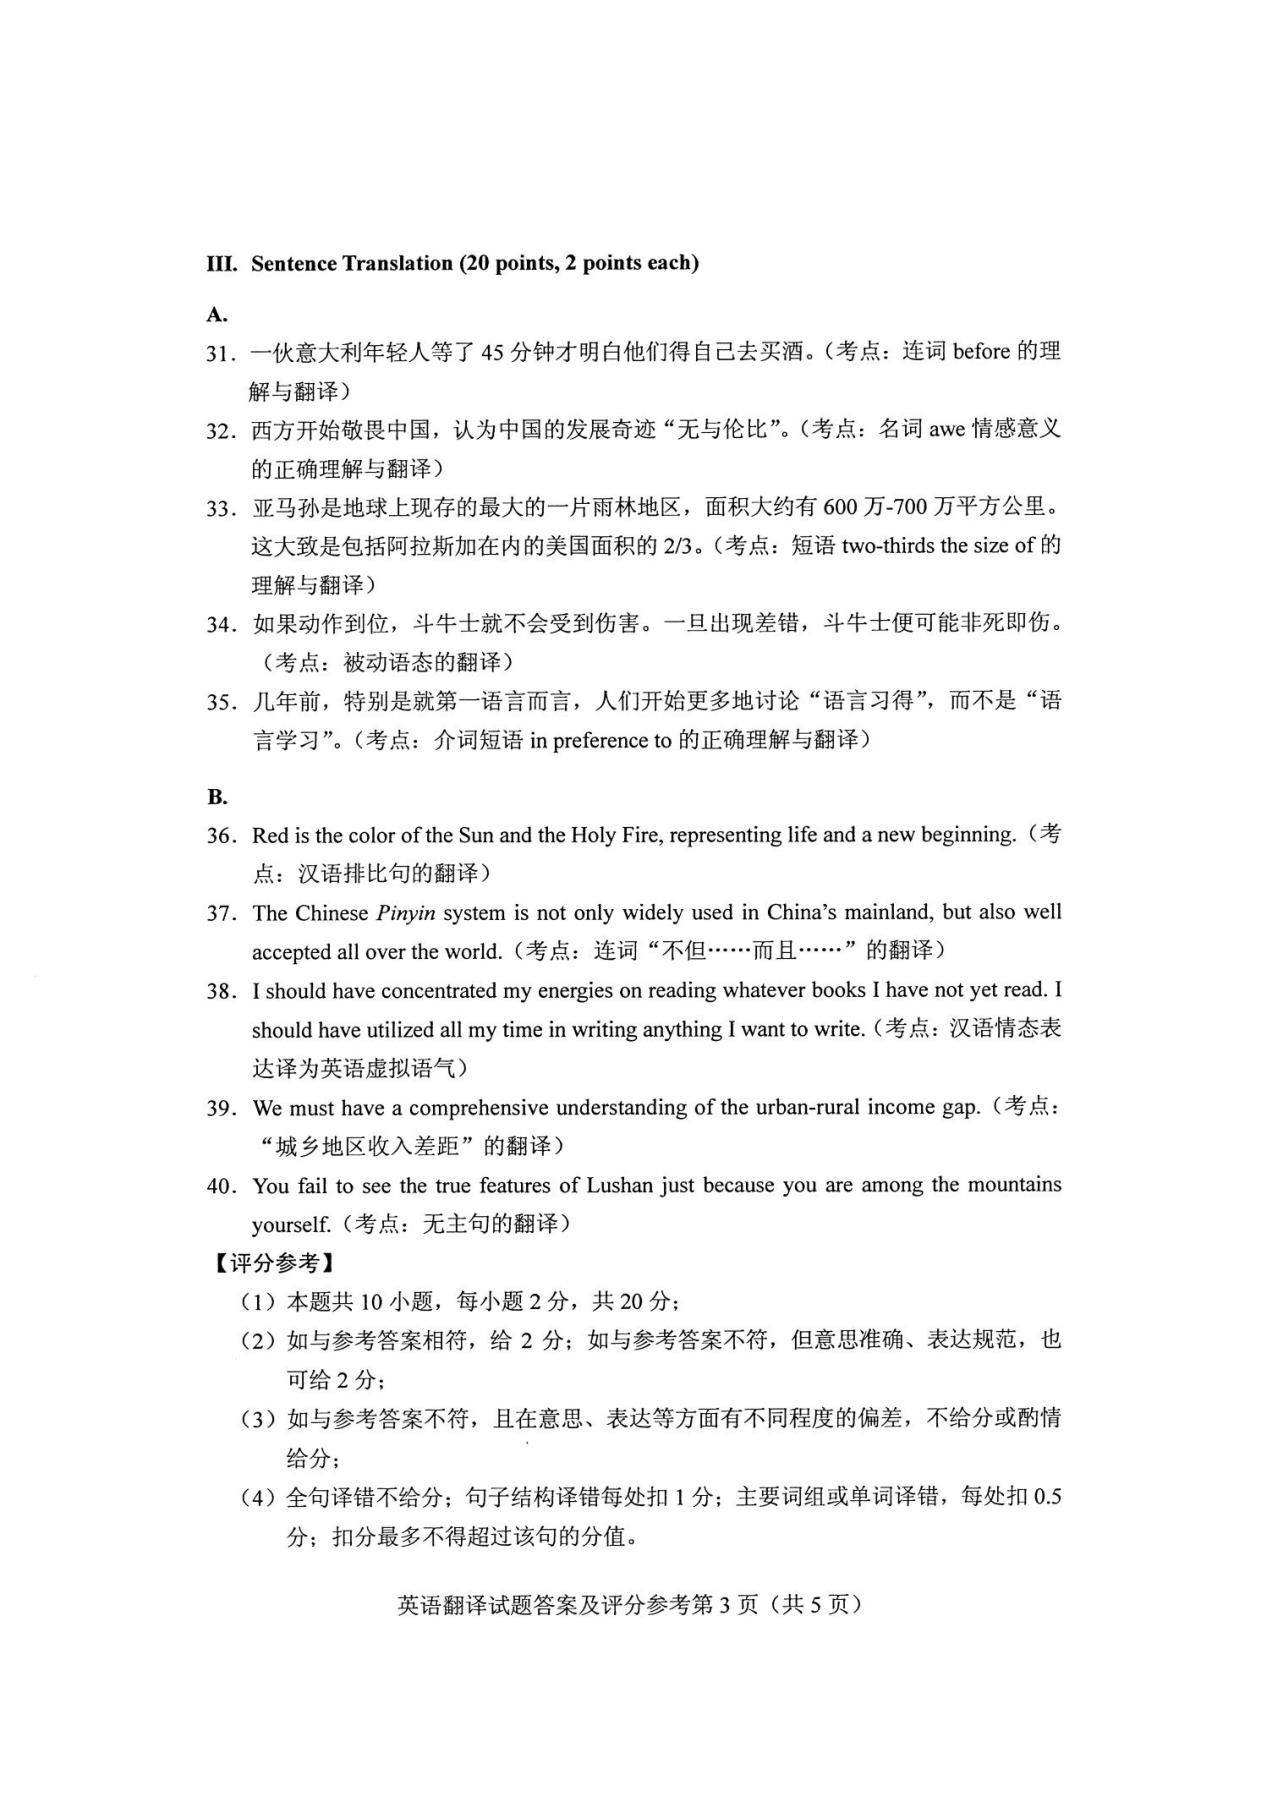 III. Sentence Translation (20 points, 2 points each)
A.
31. 一伙意大利年轻人等了 45 分钟才明白他们得自己去买酒。（考点：连词 before 的理
解与翻译）
32. 西方开始敬畏中国，认为中国的发展奇迹“无与伦比”。（考点：名词 awe 情感意义
的正确理解与翻译）
33. 亚马孙是地球上现存的最大的一片雨林地区，面积大约有 600 万-700 万平方公里。
这大致是包括阿拉斯加在内的美国面积的 2/3。（考点：短语 two-thirds the size of 的
理解与翻译）
34. 如果动作到位，斗牛士就不会受到伤害。一旦出现差错，斗牛士便可能非死即伤。
（考点：被动语态的翻译）
35. 几年前，特别是就第一语言而言，人们开始更多地讨论“语言习得”，而不是“语
言学习”。（考点：介词短语 in preference to 的正确理解与翻译）
B.
36. Red is the color of the Sun and the Holy Fire, representing life and a new beginning.（考
点：汉语排比句的翻译）
37. The Chinese Pinyin system is not only widely used in China's mainland, but also well
accepted all over the world.（考点：连词“不但……而且……”的翻译）
38. I should have concentrated my energies on reading whatever books I have not yet read. I
should have utilized all my time in writing anything I want to write.（考点：汉语情态表
达译为英语虚拟语气）
39. We must have a comprehensive understanding of the urban-rural income gap.（考点：
“城乡地区收入差距”的翻译）
40. You fail to see the true features of Lushan just because you are among the mountains
yourself.（考点：无主句的翻译）
【评分参考】
（1）本题共 10 小题，每小题 2 分，共 20 分；
（2）如与参考答案相符，给 2 分；如与参考答案不符，但意思准确、表达规范，也
可给 2 分；
（3）如与参考答案不符，且在意思、表达等方面有不同程度的偏差，不给分或酌情
给分；
（4）全句译错不给分；句子结构译错每处扣 1 分；主要词组或单词译错，每处扣 0.5
分；扣分最多不得超过该句的分值。
英语翻译试题答案及评分参考第 3 页（共 5 页）